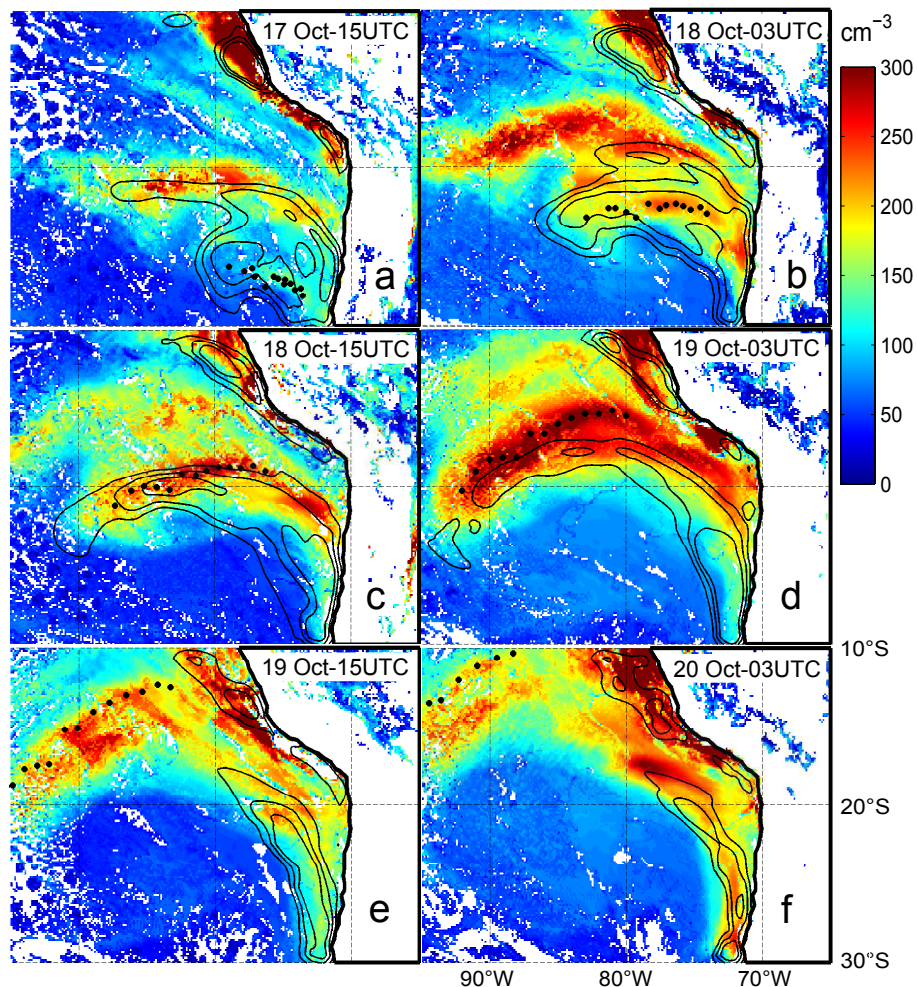 17 Oct-15UTC
18 Oct-03UTC
cm⁻³
300
250
200
150
100
50
0
a
b
18 Oct-15UTC
19 Oct-03UTC
c
d
19 Oct-15UTC
20 Oct-03UTC
10°S
20°S
30°S
e
f
90°W
80°W
70°W